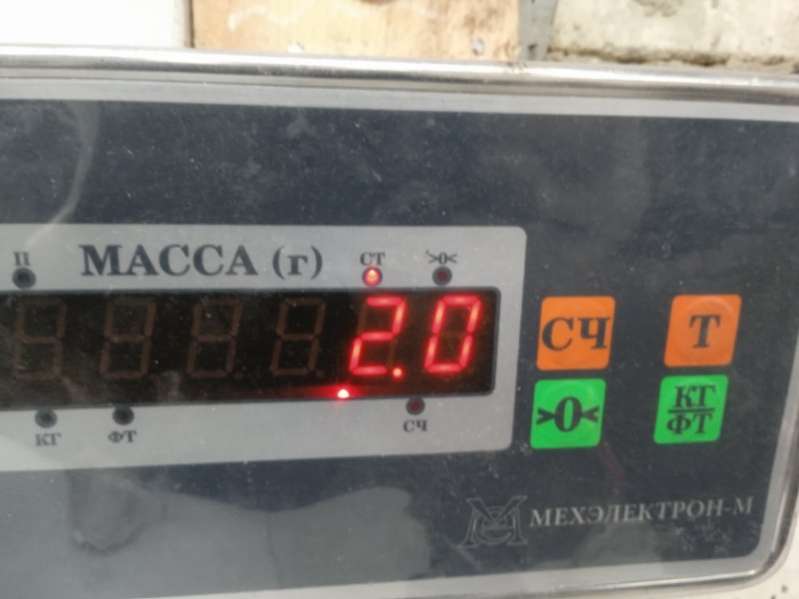 П
МАССА (г)
СТ
>0<
2.0
КГ
ФТ
СЧ
СЧ
Т
>0<
КГ
ФТ
МЕХЭЛЕКТРОН-М